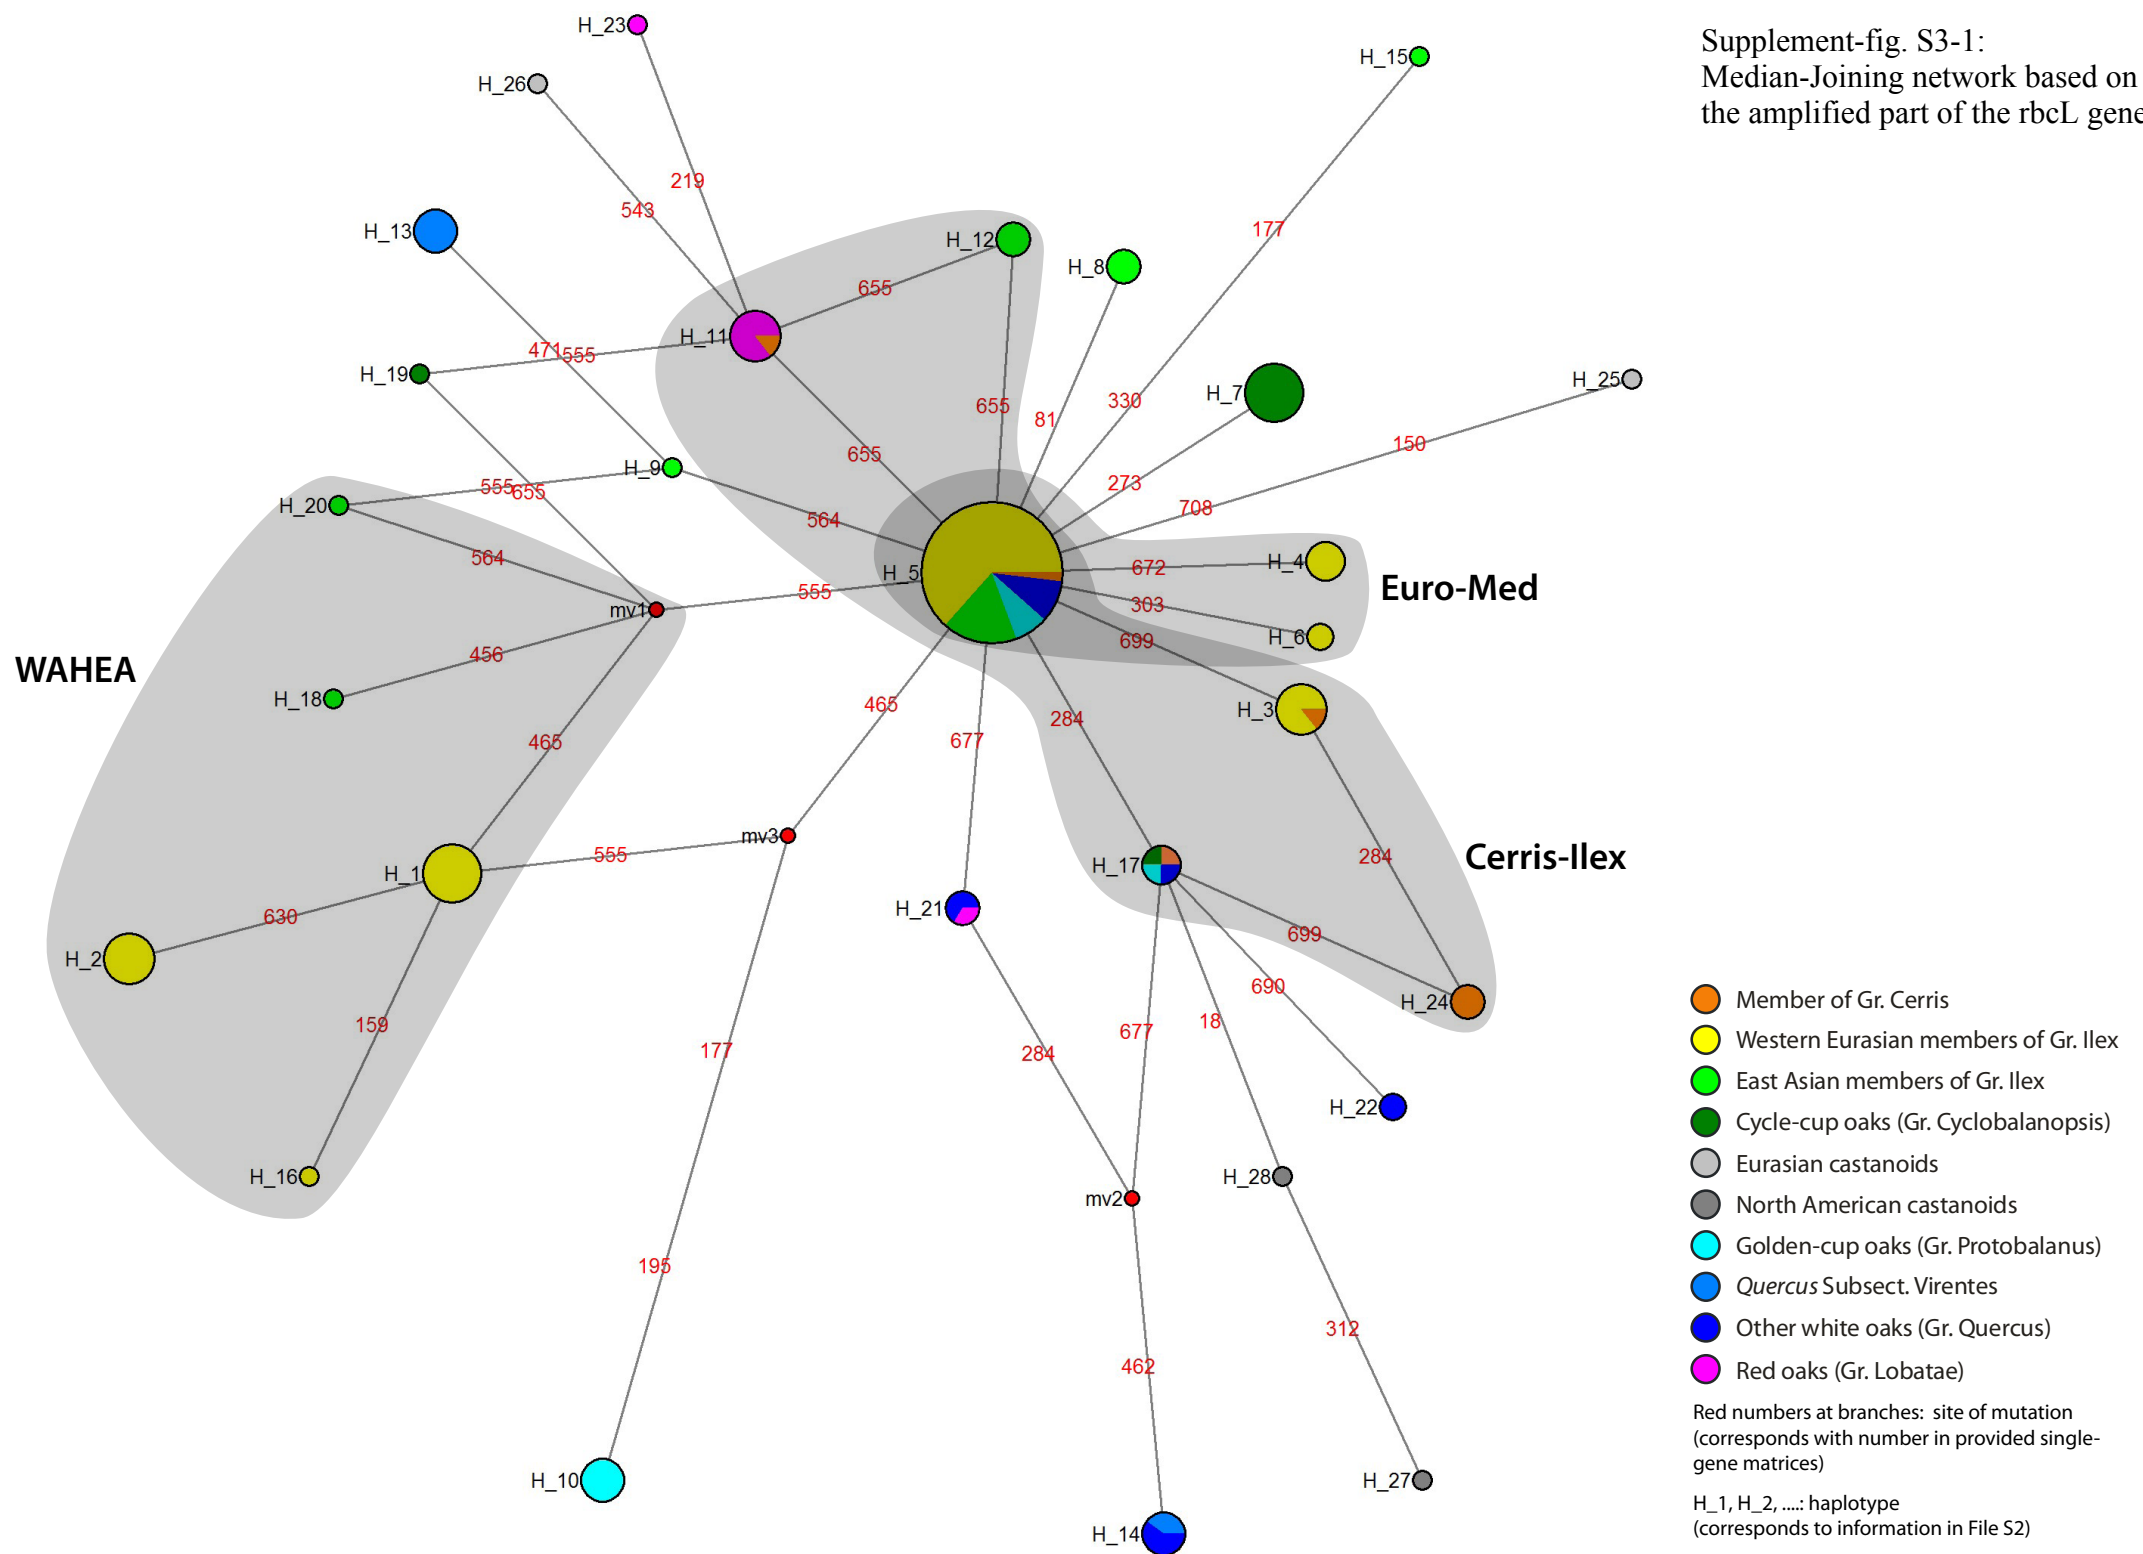 Supplement-fig. S3-1:
Median-Joining network based on
the amplified part of the rbcL gene
H_23
H_15
H_26
219
543
177
H_13
H_12
H_8
655
H_11
471
555
H_19
H_7
H_25
330
655
81
150
655
273
H_9
555
655
708
H_20
564
564
672
H_4
H_5
Euro-Med
555
303
mv1
699
H_6
456
WAHEA
H_18
465
H_3
284
677
465
mv3
555
284
Cerris-Ilex
H_17
H_1
H_21
630
699
H_2
690
H_24
159
18
677
177
284
H_22
H_16
H_28
mv2
195
312
462
H_10
H_27
H_14
Member of Gr. Cerris
Western Eurasian members of Gr. Ilex
East Asian members of Gr. Ilex
Cycle-cup oaks (Gr. Cyclobalanopsis)
Eurasian castanoids
North American castanoids
Golden-cup oaks (Gr. Protobalanus)
Quercus Subsect. Virentes
Other white oaks (Gr. Quercus)
Red oaks (Gr. Lobatae)
Red numbers at branches: site of mutation
(corresponds with number in provided single-
gene matrices)
H_1, H_2, ....: haplotype
(corresponds to information in File S2)